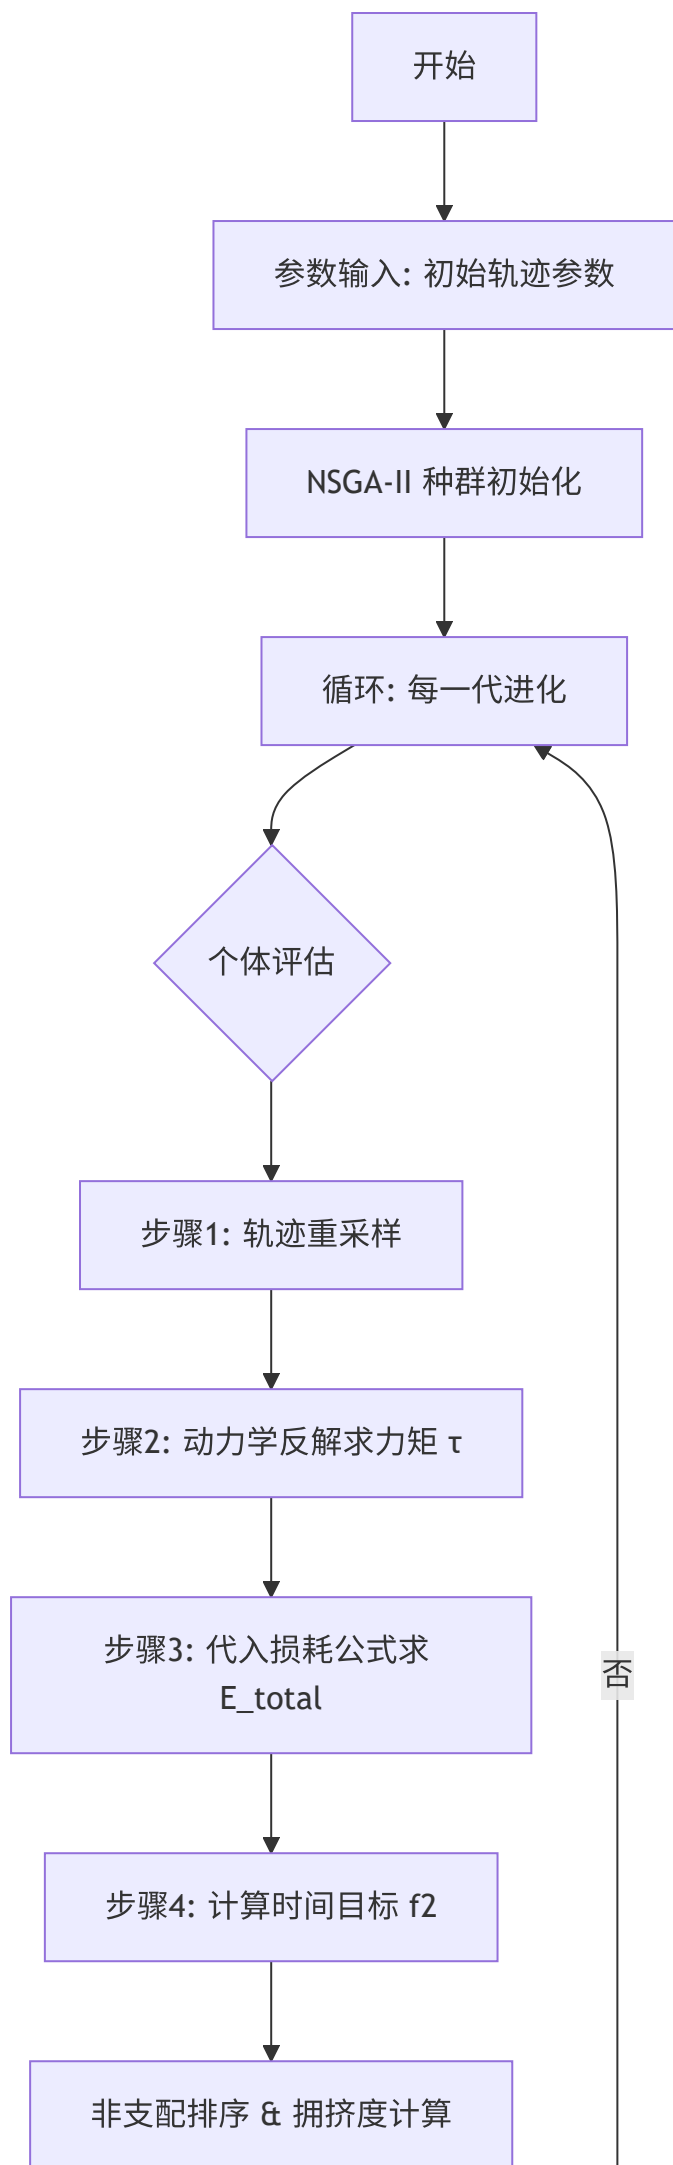 开始
参数输入: 初始轨迹参数
NSGA-II 种群初始化
循环: 每一代进化
个体评估
步骤1: 轨迹重采样
步骤2: 动力学反解求力矩 τ
步骤3: 代入损耗公式求
E_total
否
步骤4: 计算时间目标 f2
非支配排序 & 拥挤度计算